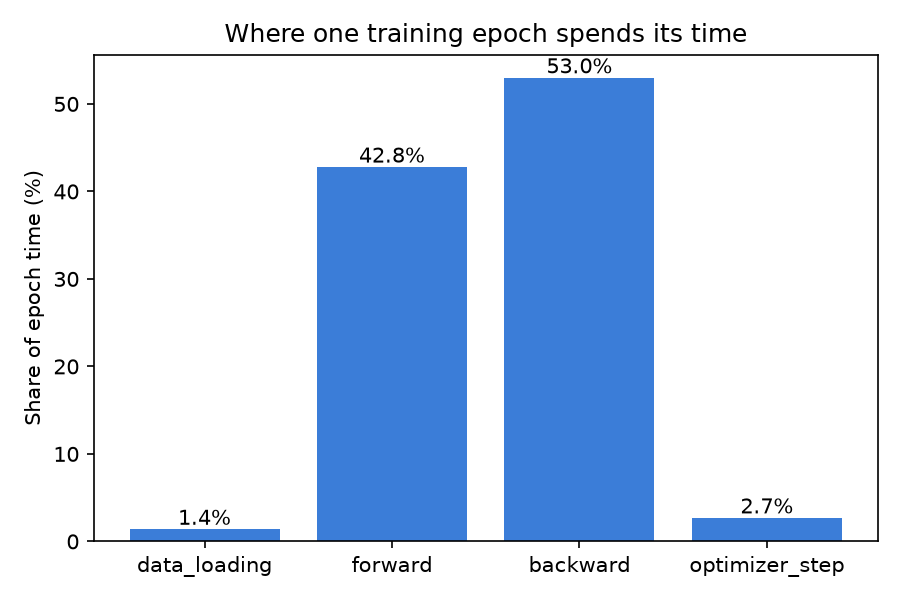 Where one training epoch spends its time
Share of epoch time (%)
50
40
30
20
10
0
1.4%
42.8%
53.0%
2.7%
data_loading
forward
backward
optimizer_step